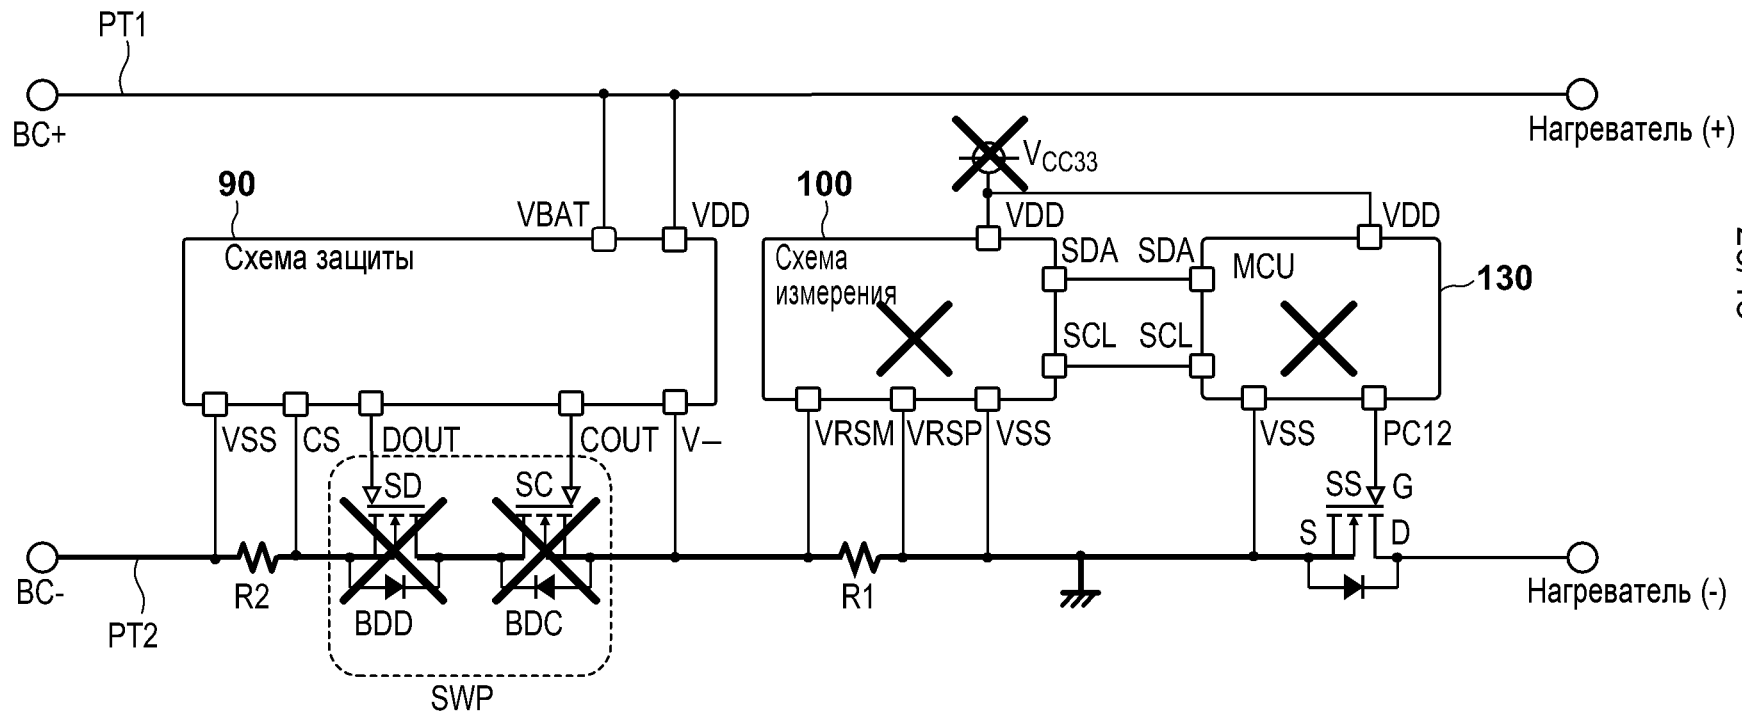 PT1
BC+
Нагреватель (+)
VCC33
90
100
VBAT
VDD
VDD
VDD
Схема защиты
Схема
измерения
SDA
SDA
MCU
130
SCL
SCL
VSS
CS
DOUT
COUT
V–
VRSM
VRSP
VSS
VSS
PC12
SD
SC
SS
G
S
D
BC-
R2
R1
Нагреватель (-)
BDD
BDC
PT2
SWP